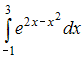 ∫_{-1}^{3} e^{2x-x^2} dx